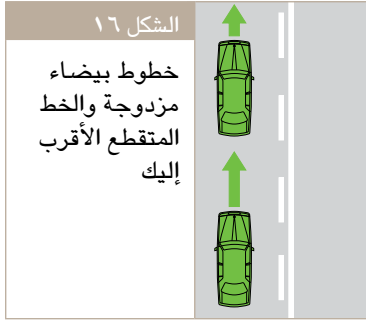 الشكل ١٦
خطوط بيضاء
مزدوجة والخط
المتقطع الأقرب
إليك